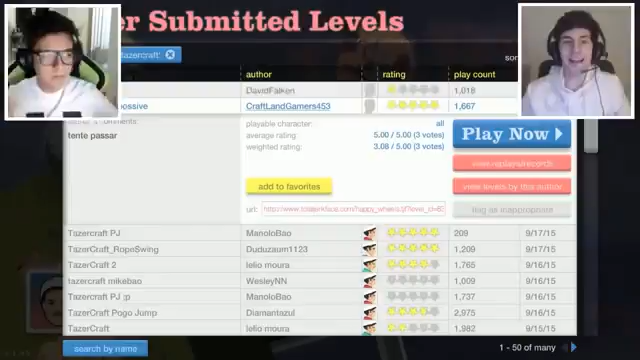 er Submitted Levels
tazercraft'
author rating play count
DavidFalken 1,018
possive CraftLandGamers453 1,667
tente passar
playable character: all
average rating: 5.00 / 5.00 (3 votes)
weighted rating: 3.08 / 5.00 (3 votes)
Play Now
view replays/records
add to favorites
view levels by this author
url:
flag as inappropriate
Tazercraft PJ ManoloBao 209 9/17/15
TazerCraft_RopeSwing Duduzaum1123 1,209 9/16/15
TazerCraft 2 lelio moura 1,765 9/16/15
tazercraft mikebao WesleyNN 1,009 9/16/15
TazerCraft PJ ;p ManoloBao 1,737 9/16/15
TazerCraft Pogo Jump Diamantazul 2,975 9/16/15
TazerCraft lelio moura 1,982 9/15/15
search by name
1 - 50 of many